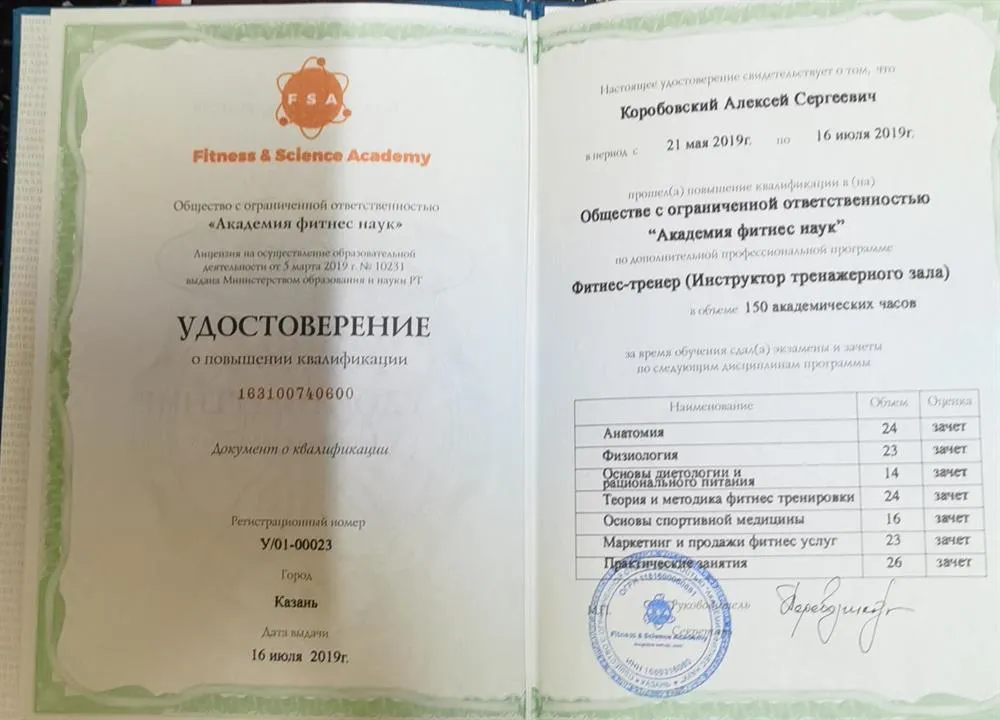 FSA
Fitness & Science Academy
Общество с ограниченной ответственностью
«Академия фитнес наук»
Лицензия на осуществление образовательной
деятельности от 5 марта 2019 г. № 10231
выдана Министерством образования и науки РТ
УДОСТОВЕРЕНИЕ
о повышении квалификации
163100740600
Документ о квалификации
Регистрационный номер
У/01-00023
Город
Казань
Дата выдачи
16 июля 2019г.
Настоящее удостоверение свидетельствует о том, что
Коробовский Алексей Сергеевич
в период с 21 мая 2019г. по 16 июля 2019г.
прошел(а) повышение квалификации в (на)
Обществе с ограниченной ответственностью
“Академия фитнес наук”
по дополнительной профессиональной программе
Фитнес-тренер (Инструктор тренажерного зала)
в объеме 150 академических часов
за время обучения сдал(а) экзамены и зачеты
по следующим дисциплинам программы
Наименование Объем Оценка
Анатомия 24 зачет
Физиология 23 зачет
Основы диетологии и
рационального питания 14 зачет
Теория и методика фитнес тренировки 24 зачет
Основы спортивной медицины 16 зачет
Маркетинг и продажи фитнес услуг 23 зачет
Практические занятия 26 зачет
М.П. Руководитель
Секретарь
Fitness & Science Academy